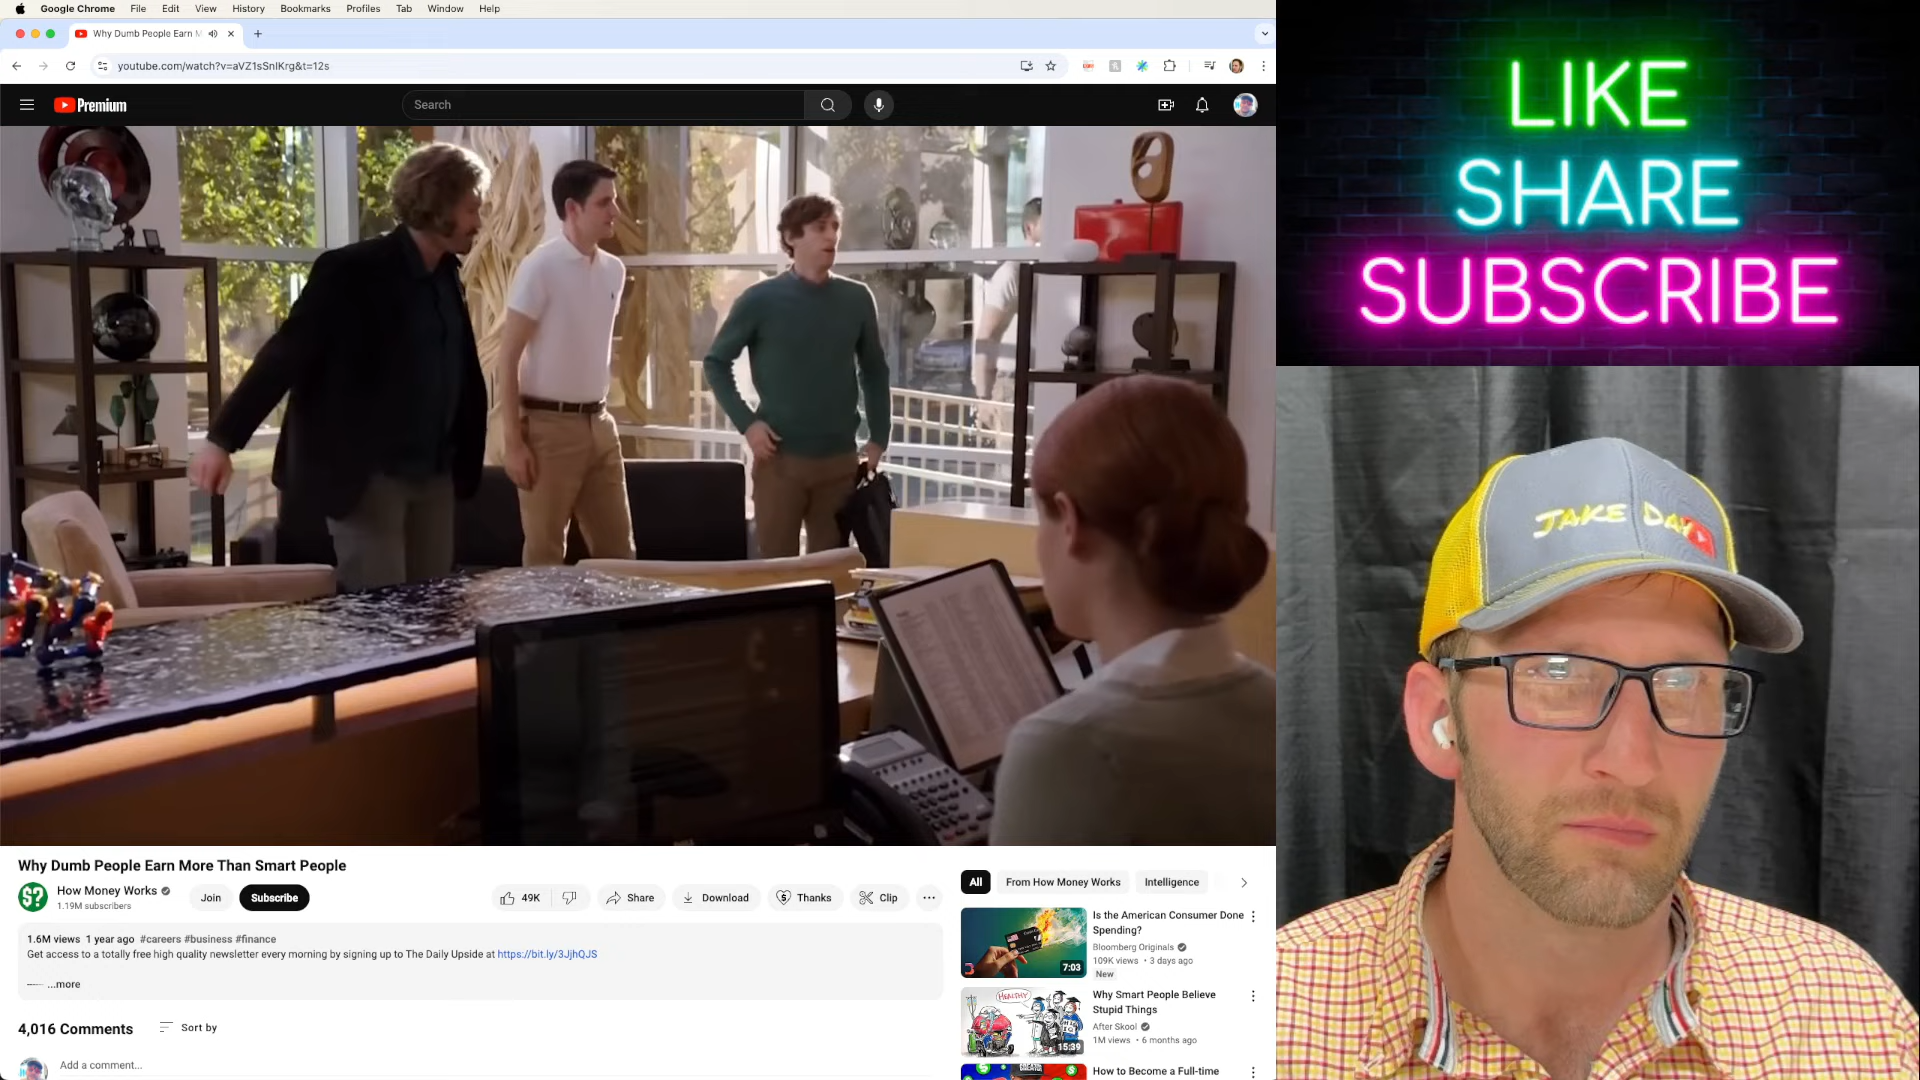 Google Chrome File Edit View History Bookmarks Profiles Tab Window Help
Why Dumb People Earn M
youtube.com/watch?v=aVZ1sSnIKrg&t=12s
Premium
Search
LIKE
SHARE
SUBSCRIBE
JAKE DA
Why Dumb People Earn More Than Smart People
$?
How Money Works
1.19M subscribers
Join
Subscribe
49K
Share
Download
Thanks
Clip
1.6M views 1 year ago #careers #business #finance
Get access to a totally free high quality newsletter every morning by signing up to The Daily Upside at https://bit.ly/3JjhQJS
...more
4,016 Comments
Sort by
Add a comment...
All
From How Money Works
Intelligence
Is the American Consumer Done
Spending?
Bloomberg Originals
109K views • 3 days ago
New
7:03
HEALTHY
Why Smart People Believe
Stupid Things
After Skool
1M views • 6 months ago
15:39
How to Become a Full-time